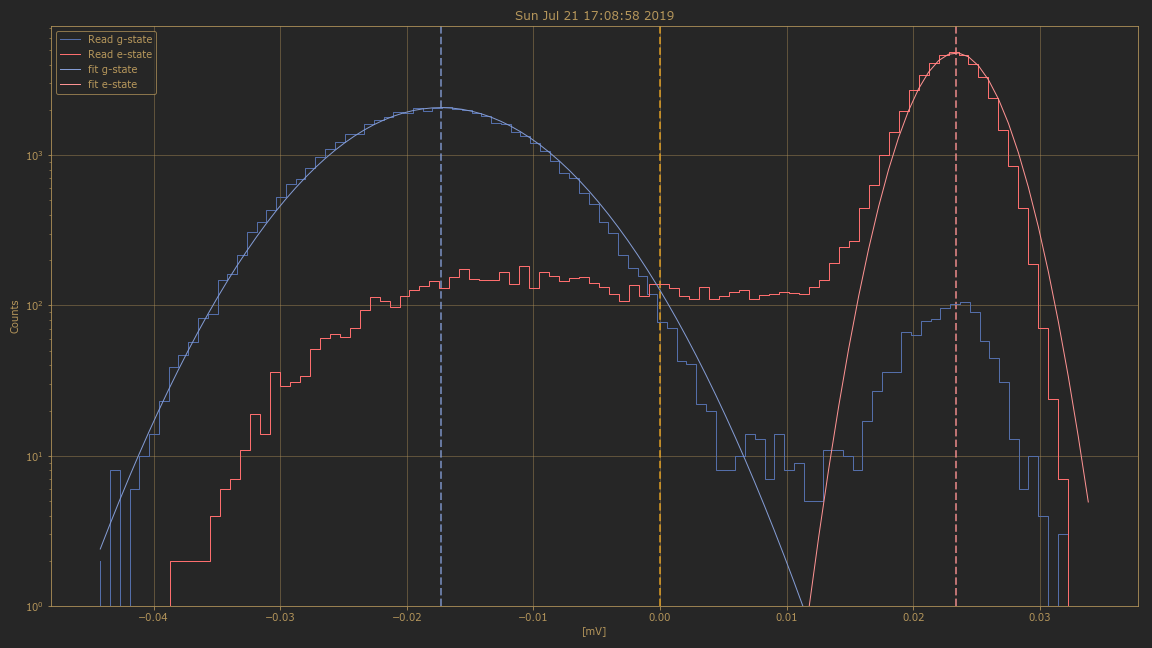 Sun Jul 21 17:08:58 2019
Read g-state
Read e-state
fit g-state
fit e-state
Counts
10³
10²
10¹
10⁰
−0.04 −0.03 −0.02 −0.01 0.00 0.01 0.02 0.03
[mV]